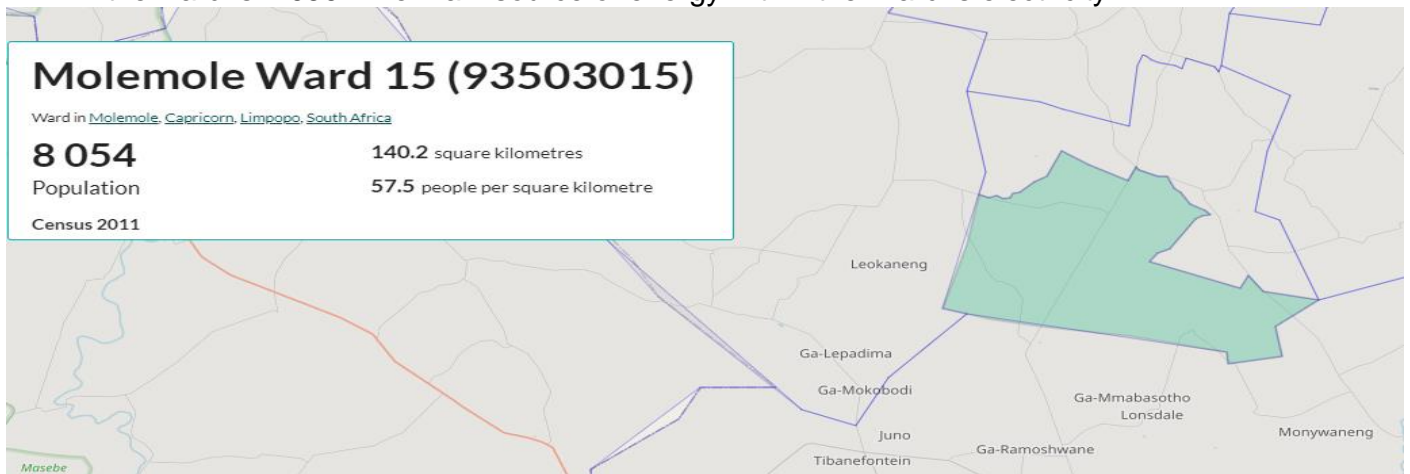 Molemole Ward 15 (93503015)
Ward in Molemole, Capricorn, Limpopo, South Africa
8 054
Population
140.2 square kilometres
57.5 people per square kilometre
Census 2011
Leokaneng
Ga-Lepadima
Ga-Mokobodi
Ga-Mmabasotho
Lonsdale
Juno
Monywaneng
Ga-Ramoshwane
Tibanefontein
Masebe